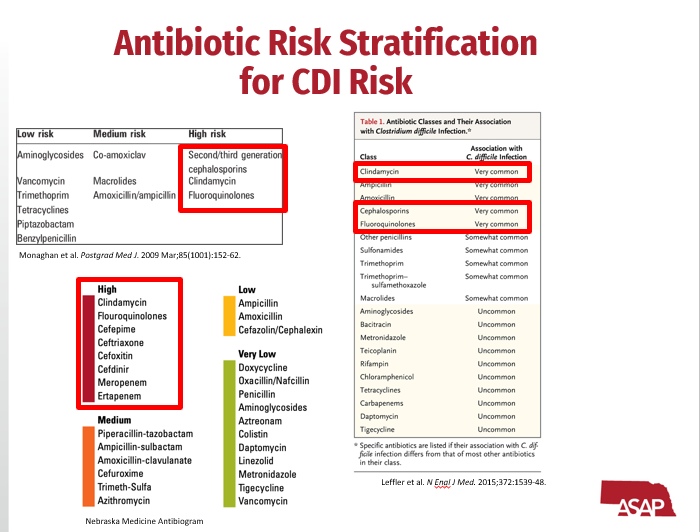 Antibiotic Risk Stratification
for CDI Risk
Low risk Medium risk High risk
Aminoglycosides Co-amoxiclav Second/third generation
cephalosporins
Vancomycin Macrolides Clindamycin
Trimethoprim Amoxicillin/ampicillin Fluoroquinolones
Tetracyclines
Piptazobactam
Benzylpenicillin
Monaghan et al. Postgrad Med J. 2009 Mar;85(1001):152-62.
High
Clindamycin
Flouroquinolones
Cefepime
Ceftriaxone
Cefoxitin
Cefdinir
Meropenem
Ertapenem
Medium
Piperacillin-tazobactam
Ampicillin-sulbactam
Amoxicillin-clavulanate
Cefuroxime
Trimeth-Sulfa
Azithromycin
Low
Ampicillin
Amoxicillin
Cefazolin/Cephalexin
Very Low
Doxycycline
Oxacillin/Nafcillin
Penicillin
Aminoglycosides
Aztreonam
Colistin
Daptomycin
Linezolid
Metronidazole
Tigecycline
Vancomycin
Nebraska Medicine Antibiogram
Table 1. Antibiotic Classes and Their Association
with Clostridium difficile Infection.*
Class Association with
C. difficile Infection
Clindamycin Very common
Ampicillin Very common
Amoxicillin Very common
Cephalosporins Very common
Fluoroquinolones Very common
Other penicillins Somewhat common
Sulfonamides Somewhat common
Trimethoprim Somewhat common
Trimethoprim– Somewhat common
sulfamethoxazole
Macrolides Somewhat common
Aminoglycosides Uncommon
Bacitracin Uncommon
Metronidazole Uncommon
Teicoplanin Uncommon
Rifampin Uncommon
Chloramphenicol Uncommon
Tetracyclines Uncommon
Carbapenems Uncommon
Daptomycin Uncommon
Tigecycline Uncommon
* Specific antibiotics are listed if their association with C. dif-
ficile infection differs from that of most other antibiotics
in their class.
Leffler et al. N Engl J Med. 2015;372:1539-48.
ASAP